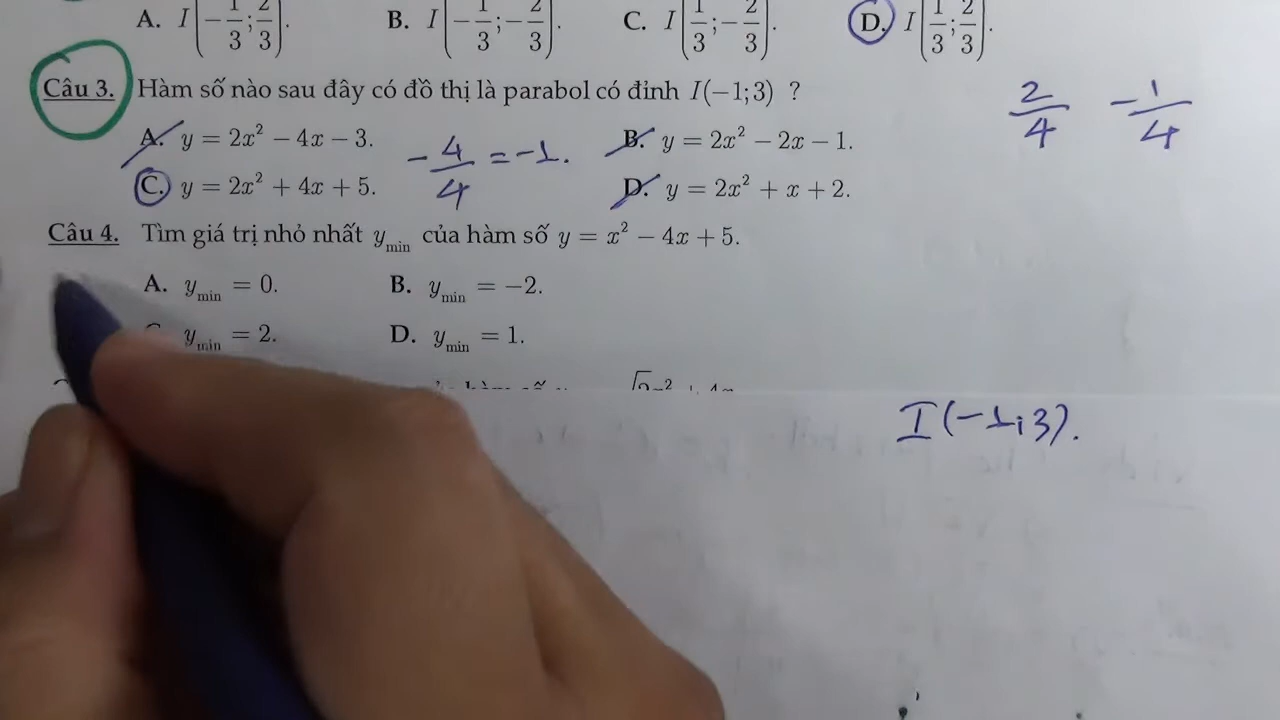 A. I(-1/3; 2/3). B. I(-1/3; -2/3). C. I(1/3; -2/3). D. I(1/3; 2/3).
Câu 3. Hàm số nào sau đây có đồ thị là parabol có đỉnh I(-1;3) ?
A. y = 2x² - 4x - 3. B. y = 2x² - 2x - 1.
C. y = 2x² + 4x + 5. D. y = 2x² + x + 2.
-4/4 = -1.
2/4 -1/4
Câu 4. Tìm giá trị nhỏ nhất y_min của hàm số y = x² - 4x + 5.
A. y_min = 0. B. y_min = -2.
y_min = 2. D. y_min = 1.
I(-1;3).